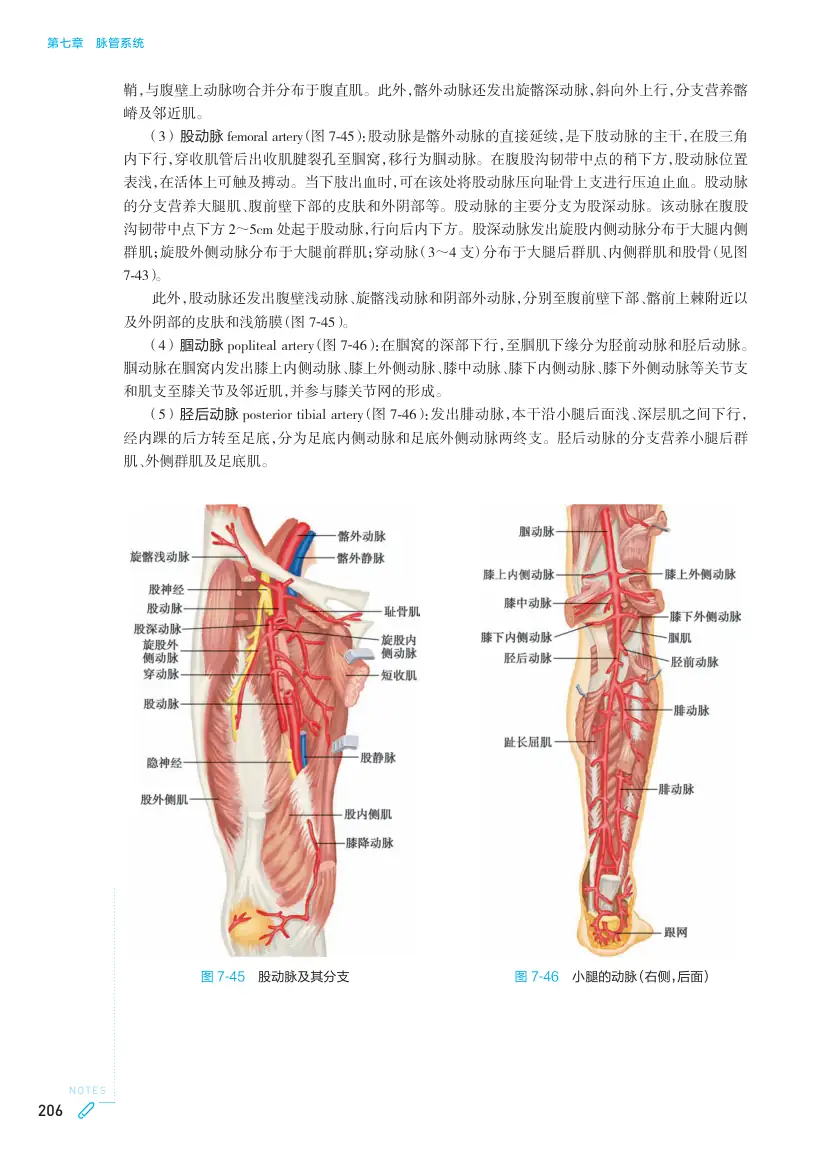 第七章 脉管系统
鞘,与腹壁上动脉吻合并分布于腹直肌。此外,髂外动脉还发出旋髂深动脉,斜向外上行,分支营养髂
嵴及邻近肌。
(3)股动脉 femoral artery(图 7-45):股动脉是髂外动脉的直接延续,是下肢动脉的主干,在股三角
内下行,穿收肌管后出收肌腱裂孔至腘窝,移行为腘动脉。在腹股沟韧带中点的稍下方,股动脉位置
表浅,在活体上可触及搏动。当下肢出血时,可在该处将股动脉压向耻骨上支进行压迫止血。股动脉
的分支营养大腿肌、腹前壁下部的皮肤和外阴部等。股动脉的主要分支为股深动脉。该动脉在腹股
沟韧带中点下方 2～5cm 处起于股动脉,行向后内下方。股深动脉发出旋股内侧动脉分布于大腿内侧
群肌;旋股外侧动脉分布于大腿前群肌;穿动脉(3～4 支)分布于大腿后群肌、内侧群肌和股骨(见图
7-43)。
此外,股动脉还发出腹壁浅动脉、旋髂浅动脉和阴部外动脉,分别至腹前壁下部、髂前上棘附近以
及外阴部的皮肤和浅筋膜(图 7-45)。
(4)腘动脉 popliteal artery(图 7-46):在腘窝的深部下行,至腘肌下缘分为胫前动脉和胫后动脉。
腘动脉在腘窝内发出膝上内侧动脉、膝上外侧动脉、膝中动脉、膝下内侧动脉、膝下外侧动脉等关节支
和肌支至膝关节及邻近肌,并参与膝关节网的形成。
(5)胫后动脉 posterior tibial artery(图 7-46):发出腓动脉,本干沿小腿后面浅、深层肌之间下行,
经内踝的后方转至足底,分为足底内侧动脉和足底外侧动脉两终支。胫后动脉的分支营养小腿后群
肌、外侧群肌及足底肌。
髂外动脉
旋髂浅动脉
髂外静脉
股神经
股动脉
耻骨肌
股深动脉
旋股外
侧动脉
旋股内
侧动脉
穿动脉
短收肌
股动脉
股静脉
隐神经
股外侧肌
股内侧肌
膝降动脉
图 7-45 股动脉及其分支
腘动脉
膝上内侧动脉
膝上外侧动脉
膝中动脉
膝下外侧动脉
膝下内侧动脉
腘肌
胫后动脉
胫前动脉
腓动脉
趾长屈肌
腓动脉
跟网
图 7-46 小腿的动脉(右侧,后面)
NOTES
206